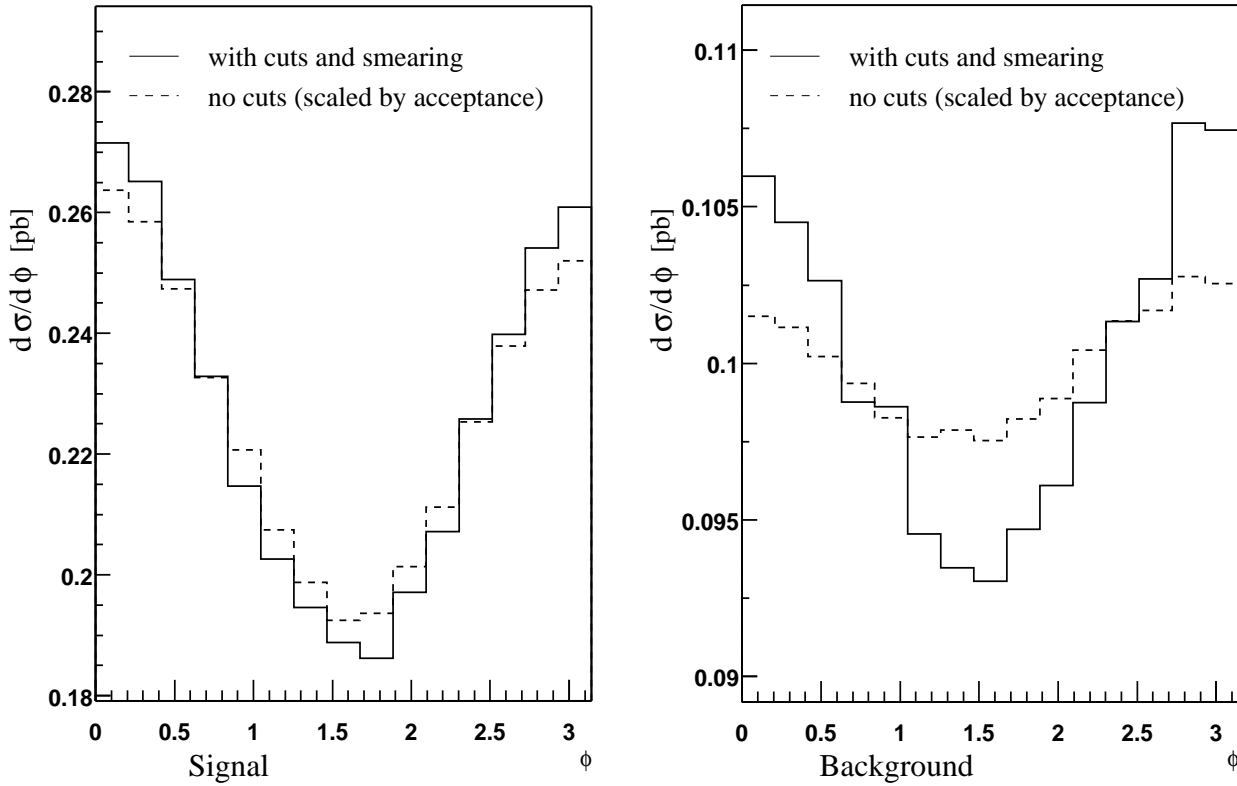 with cuts and smearing
no cuts (scaled by acceptance)
dσ/dϕ [pb]
0.28
0.26
0.24
0.22
0.2
0.18
0 0.5 1 1.5 2 2.5 3
Signal ϕ
with cuts and smearing
no cuts (scaled by acceptance)
dσ/dϕ [pb]
0.11
0.105
0.1
0.095
0.09
0 0.5 1 1.5 2 2.5 3
Background ϕ